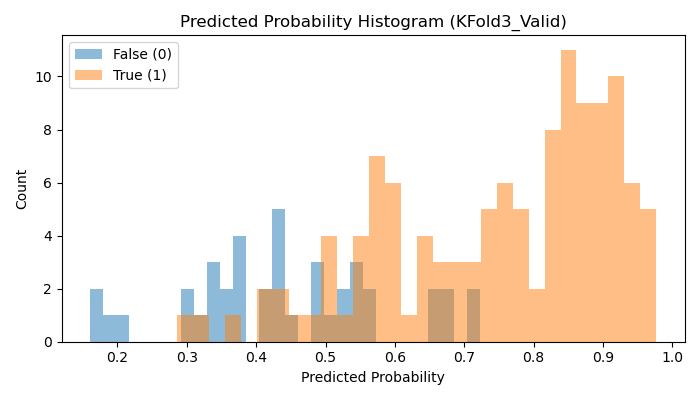 Predicted Probability Histogram (KFold3_Valid)
False (0)
True (1)
Count
10
8
6
4
2
0
0.2 0.3 0.4 0.5 0.6 0.7 0.8 0.9 1.0
Predicted Probability